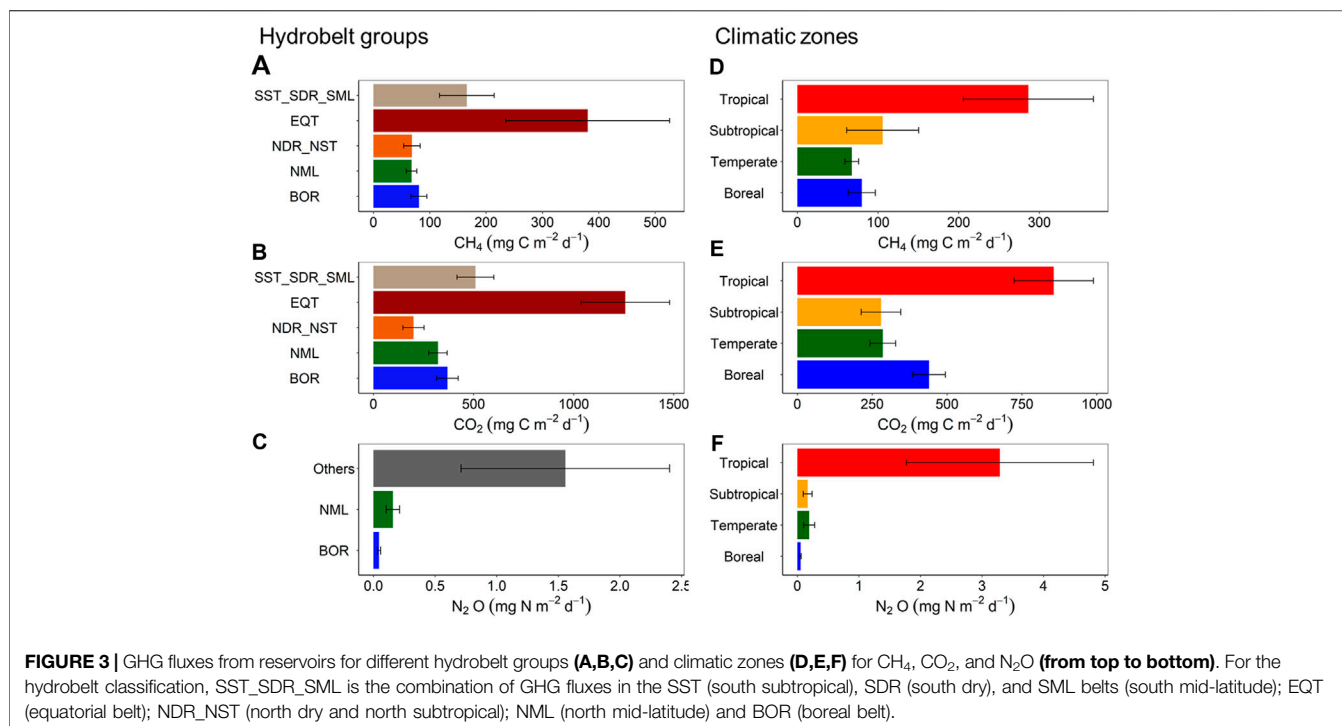 Hydrobelt groups
Climatic zones
A
SST_SDR_SML
EQT
NDR_NST
NML
BOR
0 100 200 300 400 500
CH₄ (mg C m⁻² d⁻¹)
D
Tropical
Subtropical
Temperate
Boreal
0 100 200 300
CH₄ (mg C m⁻² d⁻¹)
B
SST_SDR_SML
EQT
NDR_NST
NML
BOR
0 500 1000 1500
CO₂ (mg C m⁻² d⁻¹)
E
Tropical
Subtropical
Temperate
Boreal
0 250 500 750 1000
CO₂ (mg C m⁻² d⁻¹)
C
Others
NML
BOR
0.0 0.5 1.0 1.5 2.0 2.5
N₂O (mg N m⁻² d⁻¹)
F
Tropical
Subtropical
Temperate
Boreal
0 1 2 3 4 5
N₂O (mg N m⁻² d⁻¹)
FIGURE 3 | GHG fluxes from reservoirs for different hydrobelt groups (A,B,C) and climatic zones (D,E,F) for CH₄, CO₂, and N₂O (from top to bottom). For the
hydrobelt classification, SST_SDR_SML is the combination of GHG fluxes in the SST (south subtropical), SDR (south dry), and SML belts (south mid-latitude); EQT
(equatorial belt); NDR_NST (north dry and north subtropical); NML (north mid-latitude) and BOR (boreal belt).